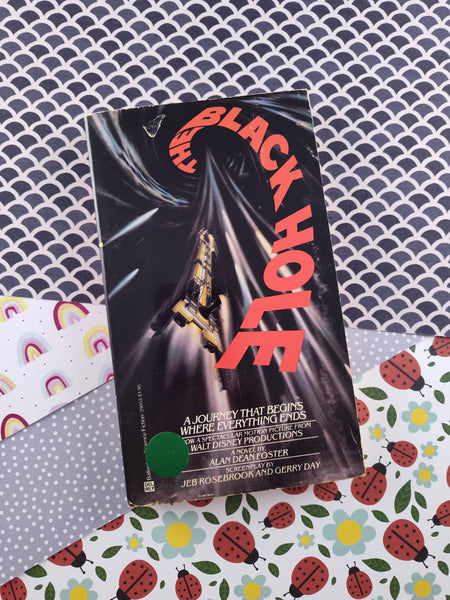 THE BLACK HOLE
A JOURNEY THAT BEGINS
WHERE EVERYTHING ENDS
NOW A SPECTACULAR MOTION PICTURE FROM
WALT DISNEY PRODUCTIONS
A NOVEL BY
ALAN DEAN FOSTER
SCREENPLAY BY
JEB ROSEBROOK AND GERRY DAY